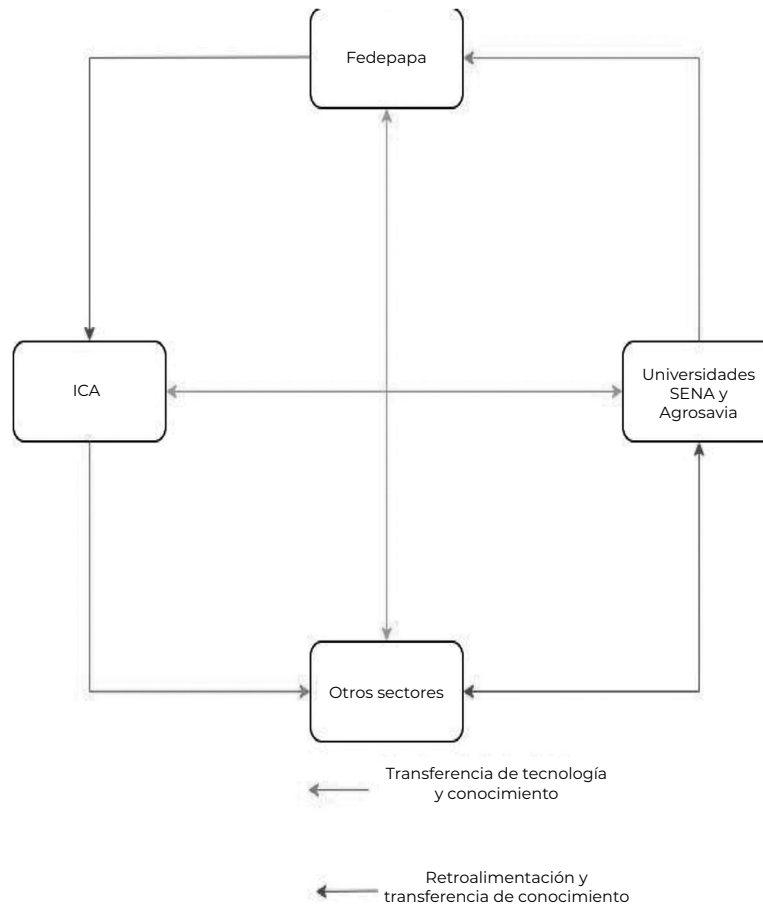 Fedepapa
ICA
Universidades
SENA y
Agrosavia
Otros sectores
Transferencia de tecnología
y conocimiento
Retroalimentación y
transferencia de conocimiento